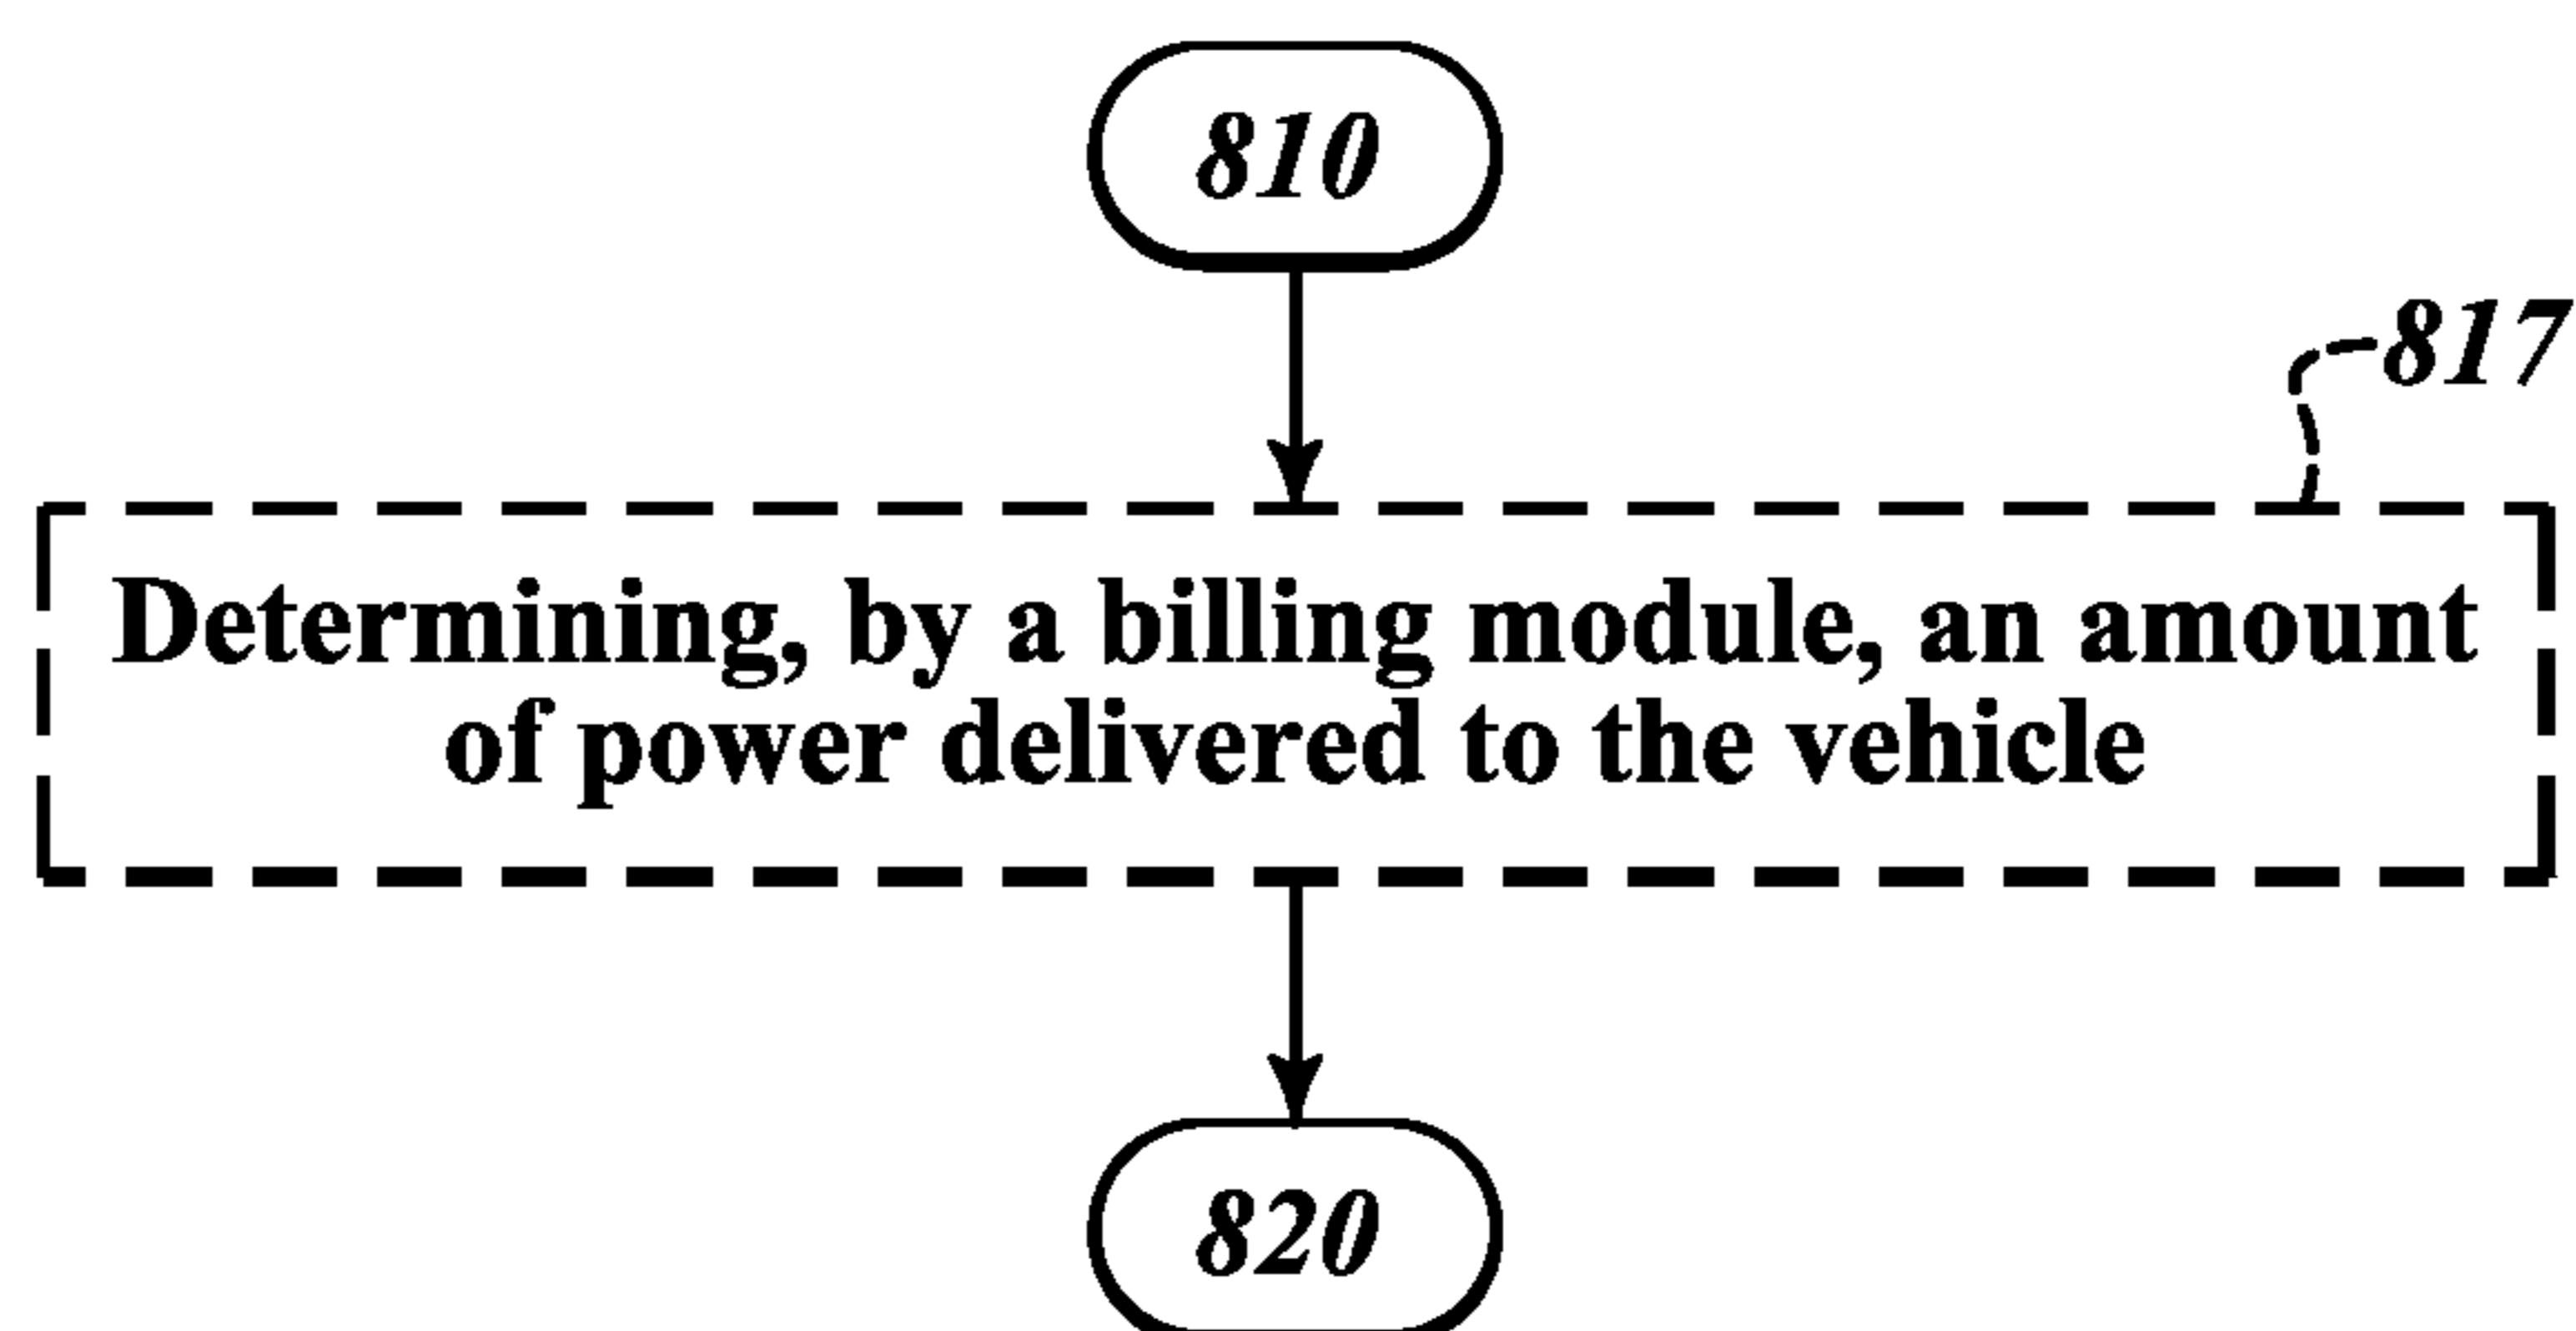 810
817
Determining, by a billing module, an amount
of power delivered to the vehicle
820